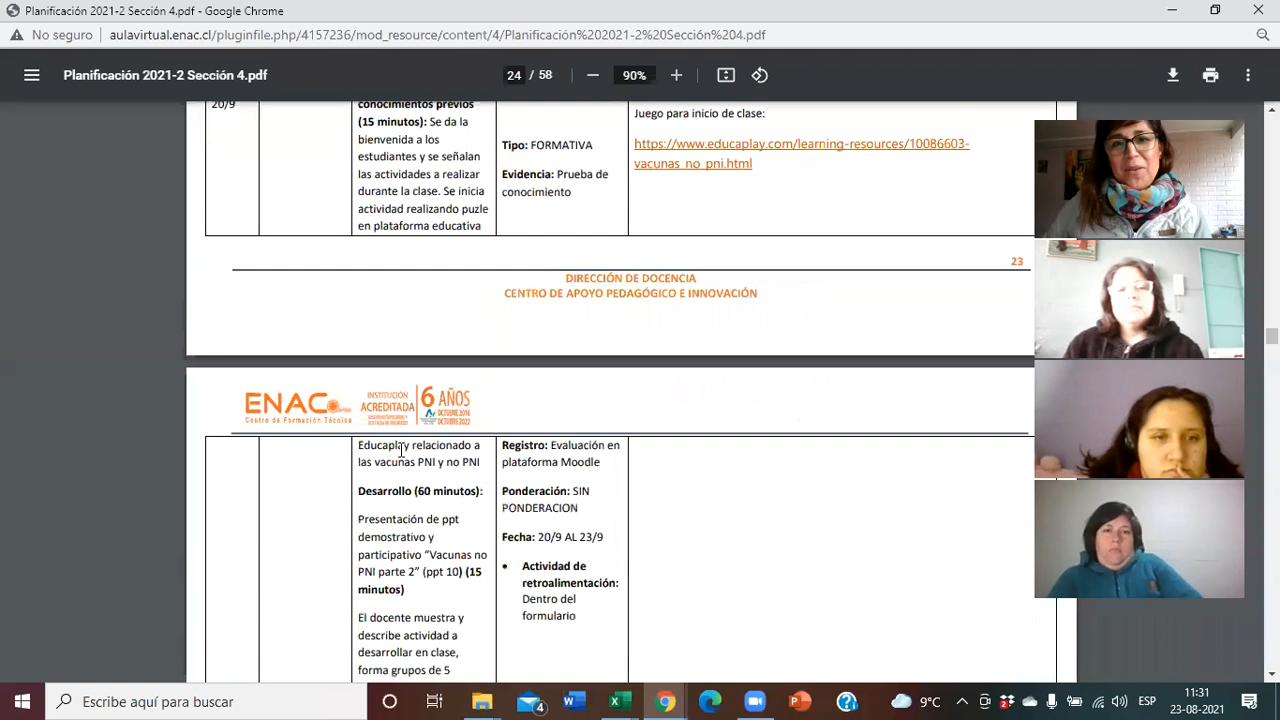 Planificación 2021-2 Sección 4.pdf - Google Chrome
No seguro
aulavirtual.enac.cl/pluginfile.php/4157236/mod_resource/content/4/Planificación%202021-2%20Sección%204.pdf
Planificación 2021-2 Sección 4.pdf
24 / 58
90%
20/9
conocimientos previos
(15 minutos): Se da la
bienvenida a los
estudiantes y se señalan
las actividades a realizar
durante la clase. Se inicia
actividad realizando puzle
en plataforma educativa
Tipo: FORMATIVA
Evidencia: Prueba de
conocimiento
Juego para inicio de clase:
https://www.educaplay.com/learning-resources/10086603-
vacunas_no_pni.html
23
DIRECCIÓN DE DOCENCIA
CENTRO DE APOYO PEDAGÓGICO E INNOVACIÓN
ENAC
Centro de Formación Técnica
INSTITUCIÓN
ACREDITADA
6 AÑOS
OCTUBRE 2016
OCTUBRE 2022
Educaplay relacionado a
las vacunas PNI y no PNI
Desarrollo (60 minutos):
Presentación de ppt
demostrativo y
participativo “Vacunas no
PNI parte 2” (ppt 10) (15
minutos)
El docente muestra y
describe actividad a
desarrollar en clase,
forma grupos de 5
Registro: Evaluación en
plataforma Moodle
Ponderación: SIN
PONDERACION
Fecha: 20/9 AL 23/9
• Actividad de
retroalimentación:
Dentro del
formulario
Escribe aquí para buscar
4
9°C
2
ESP
11:31
23-08-2021